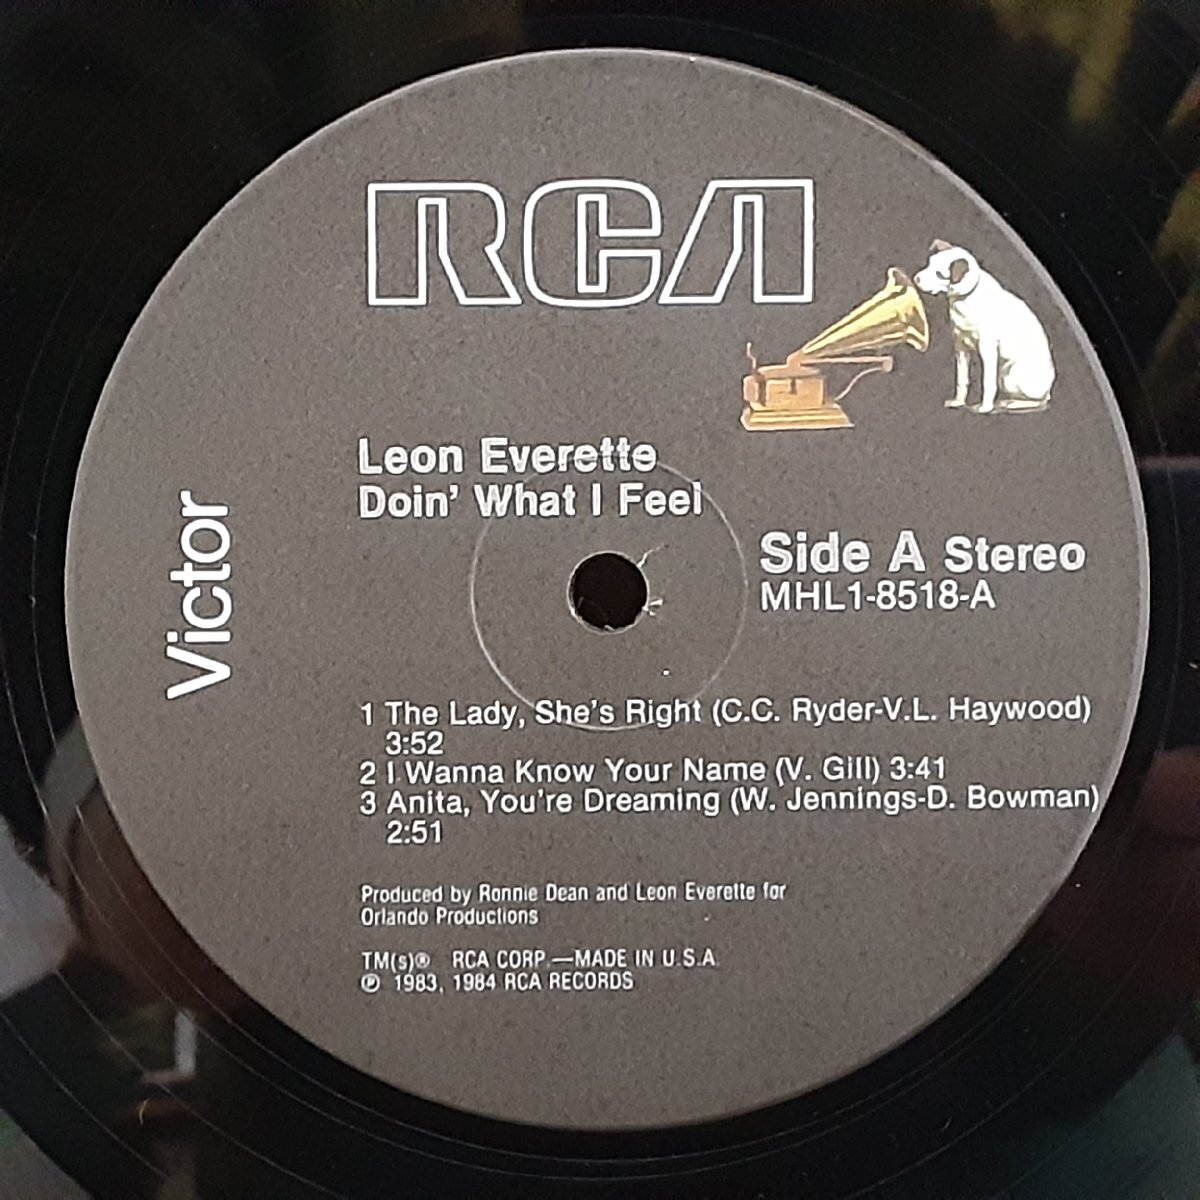 RCA
Victor
Leon Everette
Doin' What I Feel
Side A Stereo
MHL1-8518-A
1 The Lady, She's Right (C.C. Ryder-V.L. Haywood)
3:52
2 I Wanna Know Your Name (V. Gill) 3:41
3 Anita, You're Dreaming (W. Jennings-D. Bowman)
2:51
Produced by Ronnie Dean and Leon Everette for
Orlando Productions
TM(s)® RCA CORP.—MADE IN U.S.A.
℗ 1983, 1984 RCA RECORDS